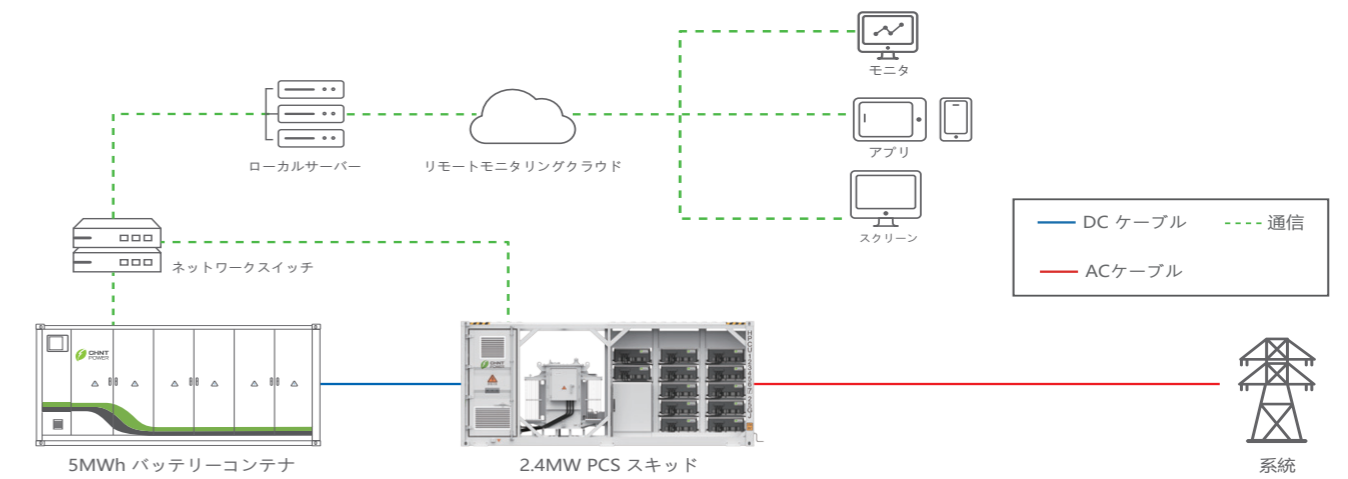 モニタ
アプリ
ローカルサーバー
リモートモニタリングクラウド
スクリーン
DC ケーブル
通信
ACケーブル
ネットワークスイッチ
CHNT
POWER
CHNT
POWER
5MWh バッテリーコンテナ
2.4MW PCS スキッド
系統